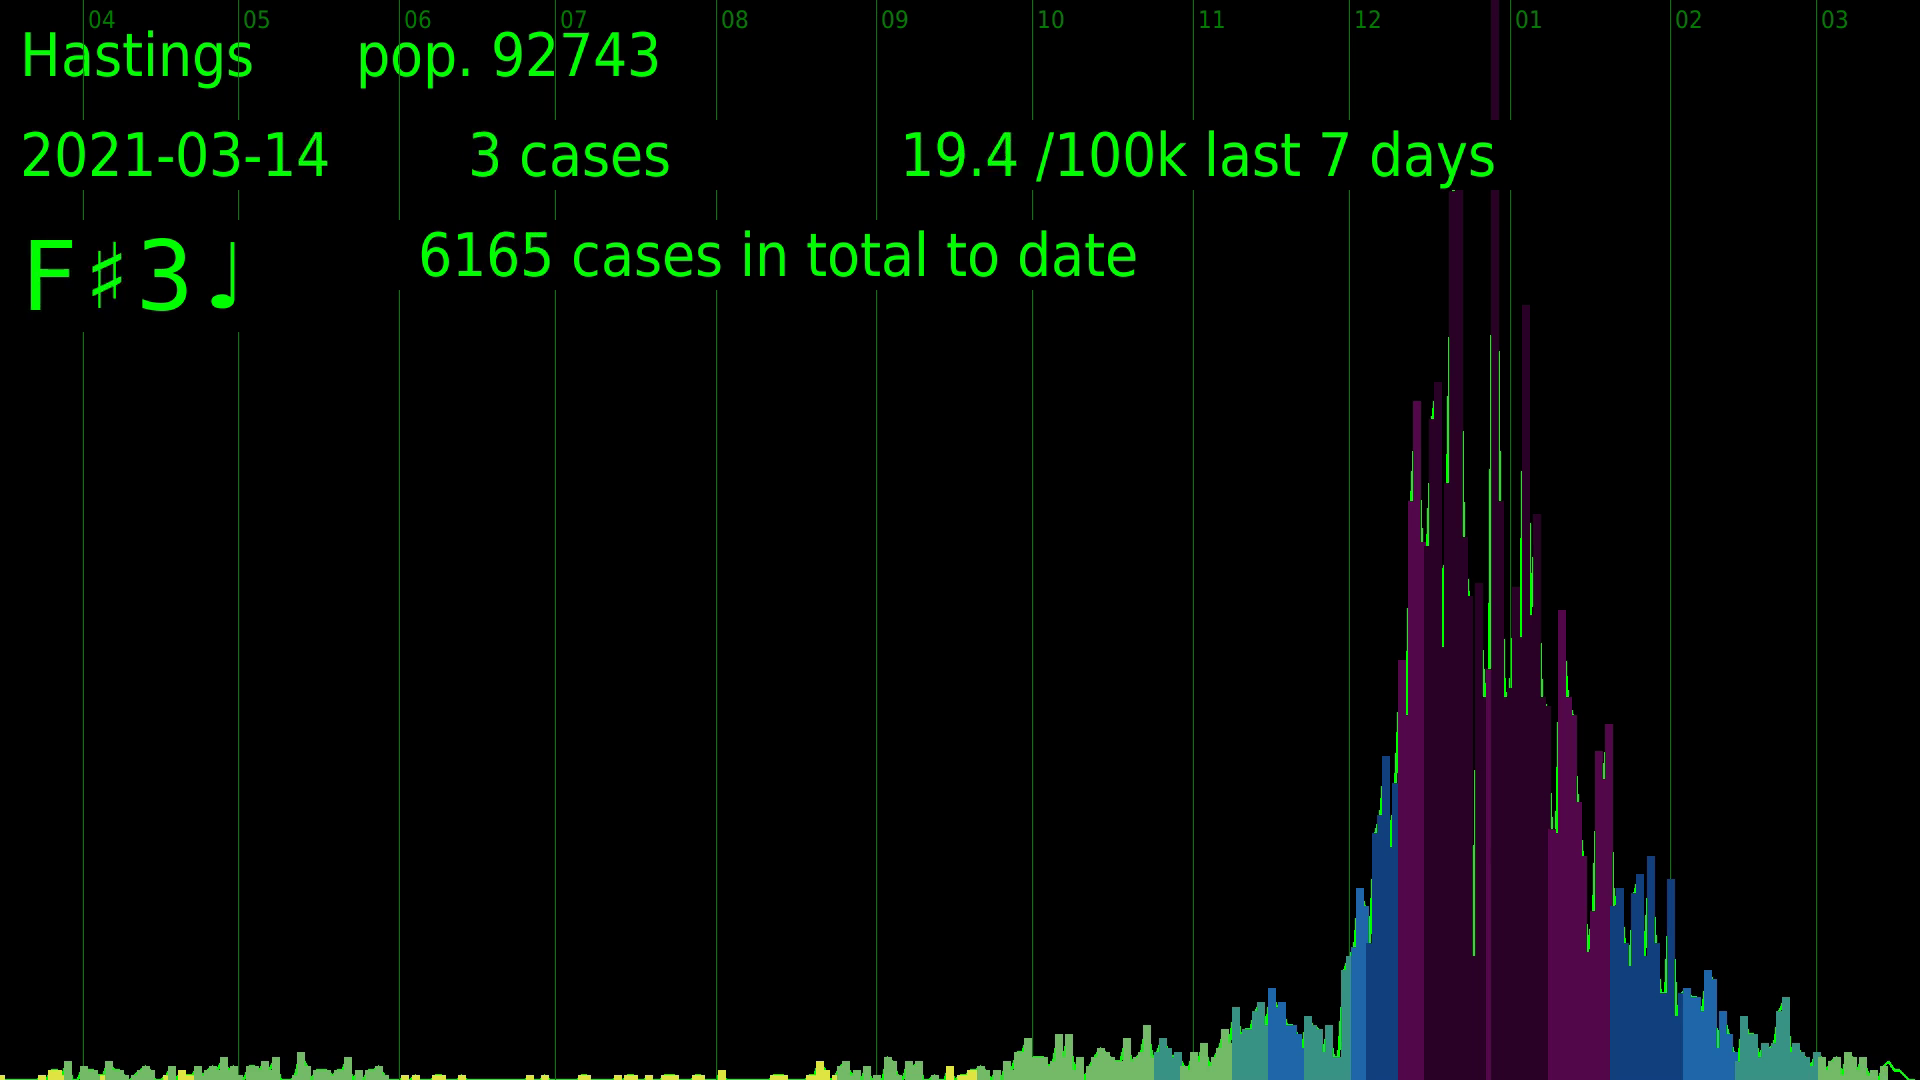 04 05 06 07 08 09 10 11 12 01 02 03
Hastings pop. 92743
2021-03-14 3 cases 19.4 /100k last 7 days
F♯3♩ 6165 cases in total to date